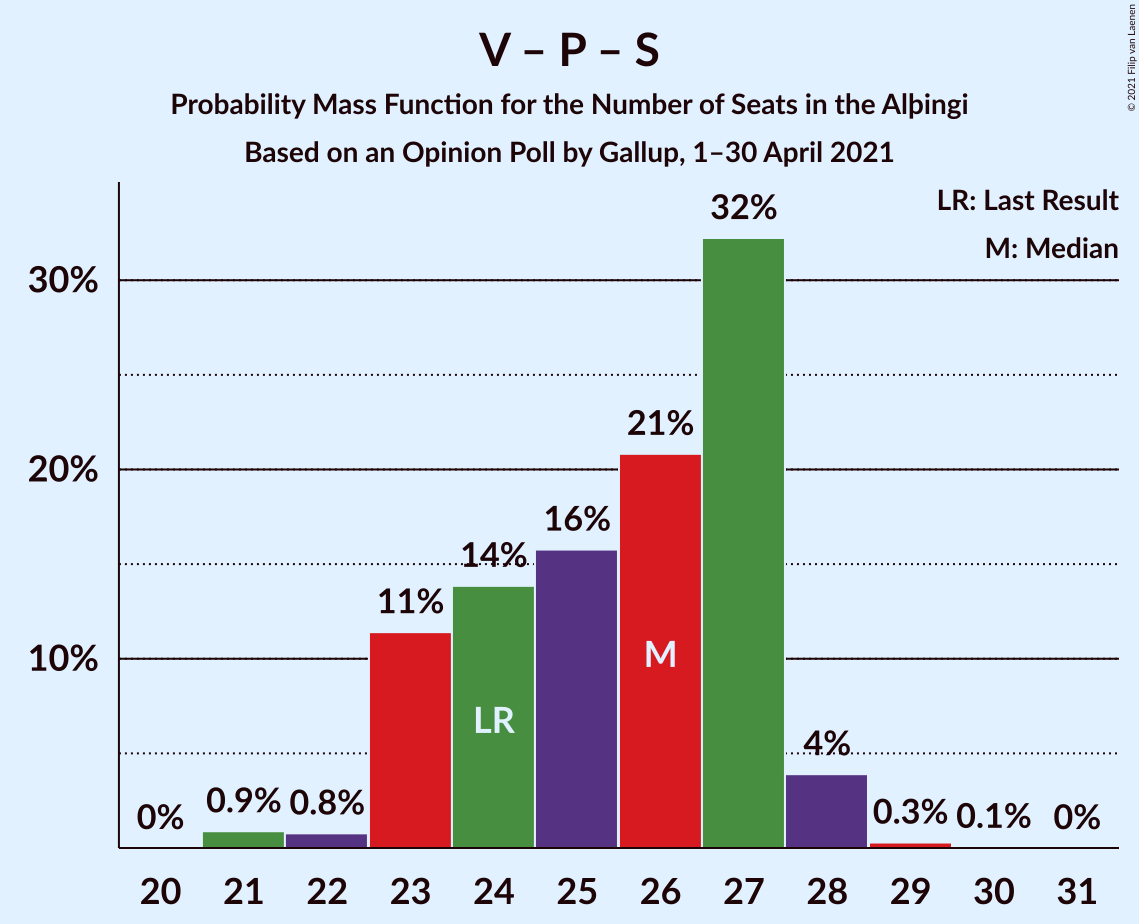 V – P – S
Probability Mass Function for the Number of Seats in the Alþingi
Based on an Opinion Poll by Gallup, 1–30 April 2021
© 2021 Filip van Laenen
LR: Last Result
M: Median
30%
20%
10%
0%
0.9%
0.8%
11%
14%
16%
21%
32%
4%
0.3%
0.1%
0%
LR
M
20 21 22 23 24 25 26 27 28 29 30 31